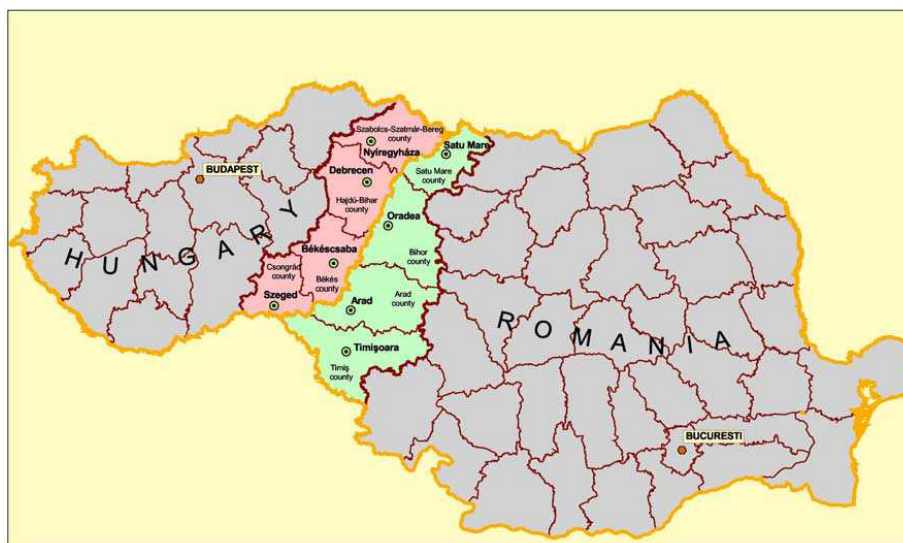 Szabolcs-Szatmár-Bereg
county
Nyíregyháza
Satu Mare
Satu Mare
county
BUDAPEST
Debrecen
Hajdú-Bihar
county
Oradea
HUNGARY
Békéscsaba
Bihor
county
Csongrád
county
Békés
county
Szeged
Arad
Arad
county
ROMANIA
Timişoara
Timiş
county
BUCURESTI